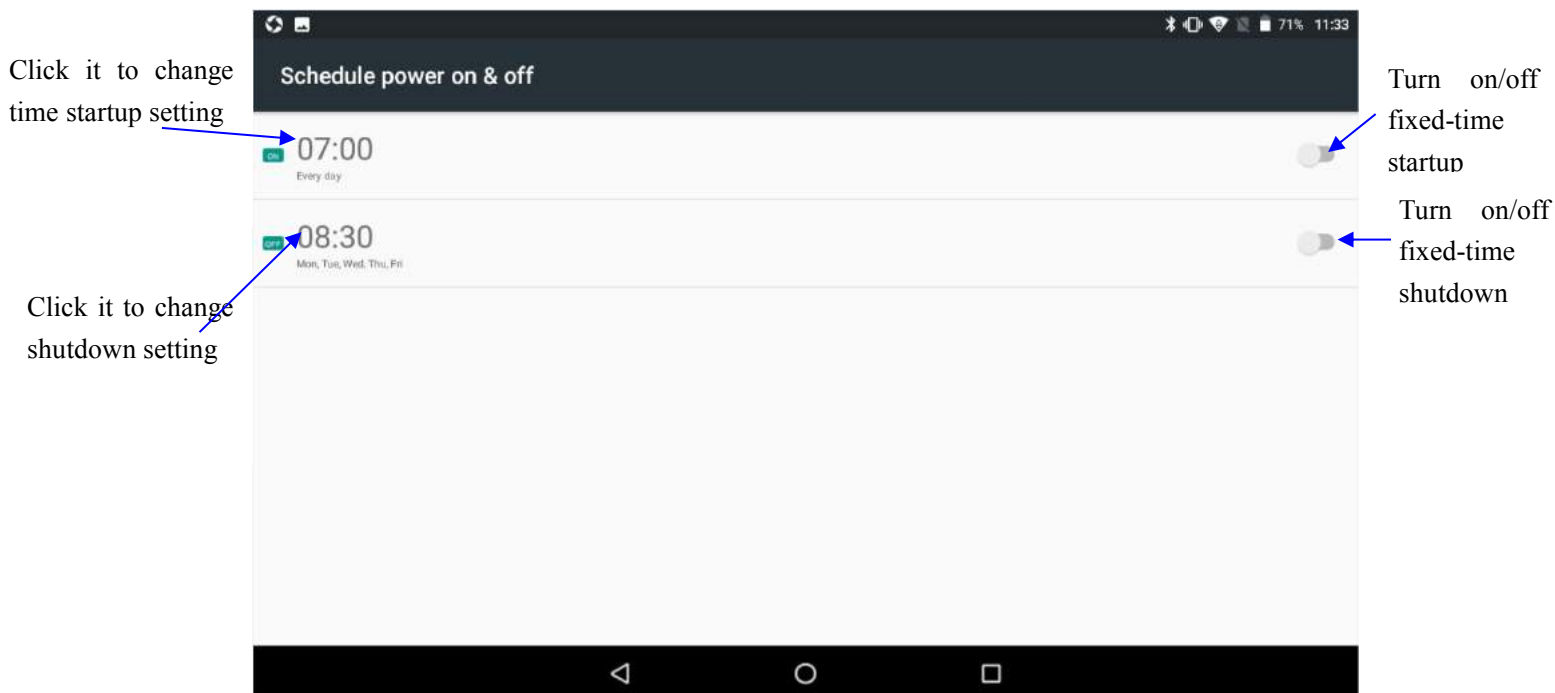 71% 11:33
Schedule power on & off
Click it to change
time startup setting
ON
07:00
Every day
Turn on/off
fixed-time
startup
OFF
08:30
Mon, Tue, Wed, Thu, Fri
Turn on/off
fixed-time
shutdown
Click it to change
shutdown setting